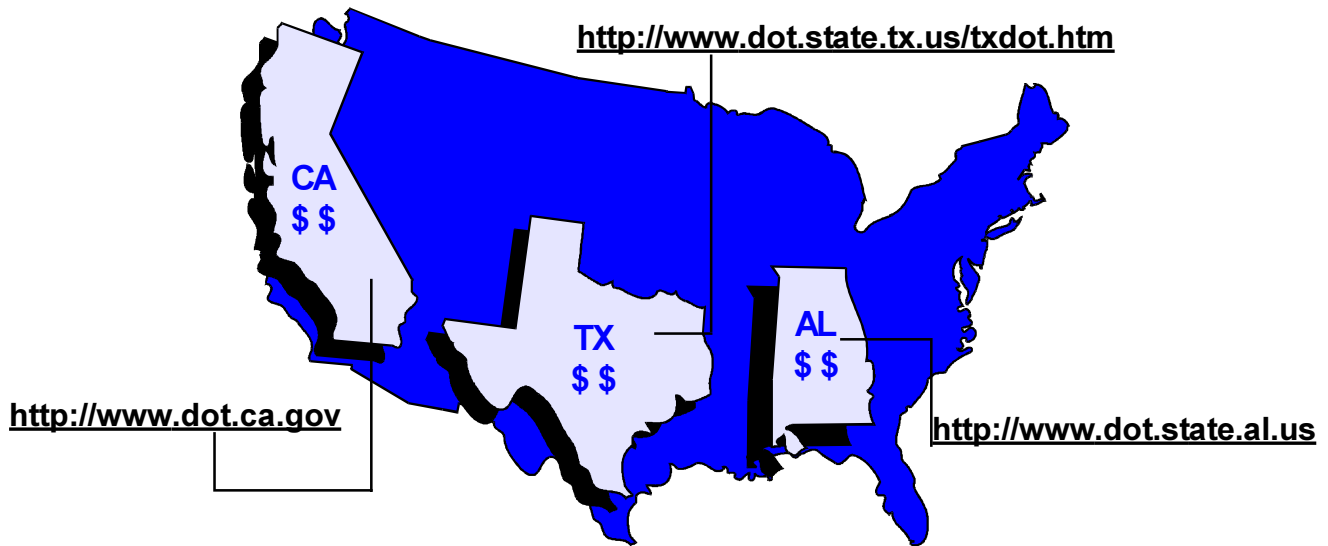 http://www.dot.state.tx.us/txdot.htm
CA
$ $
TX
$ $
AL
$ $
http://www.dot.ca.gov
http://www.dot.state.al.us